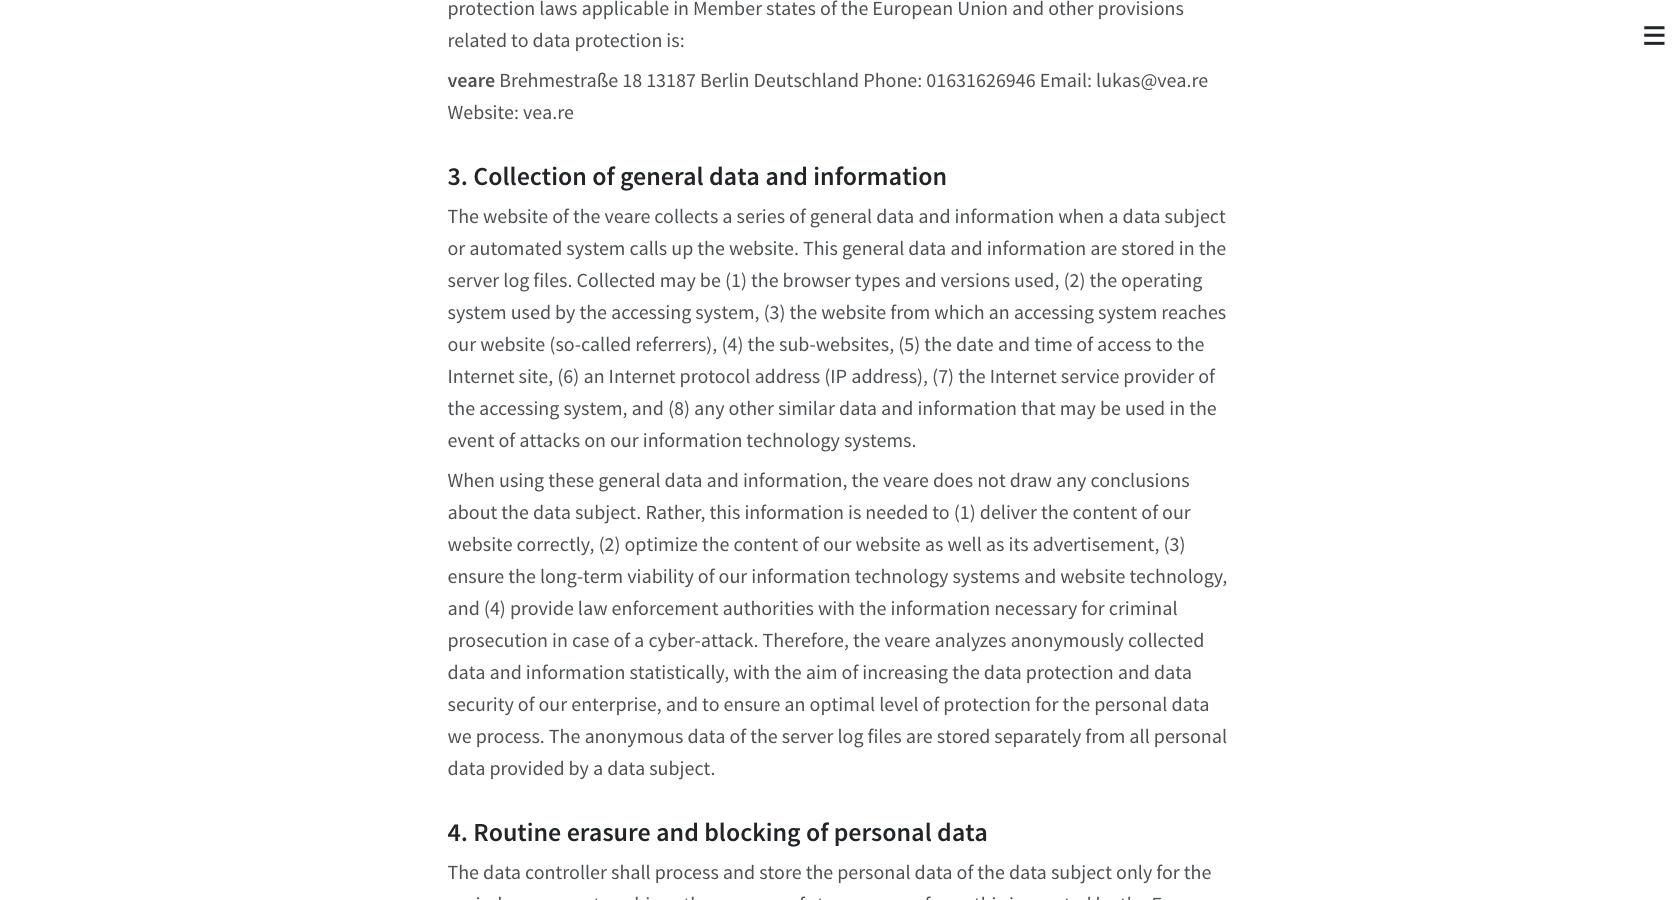 protection laws applicable in Member states of the European Union and other provisions
related to data protection is:
veare Brehmestraße 18 13187 Berlin Deutschland Phone: 01631626946 Email: lukas@vea.re
Website: vea.re
3. Collection of general data and information
The website of the veare collects a series of general data and information when a data subject
or automated system calls up the website. This general data and information are stored in the
server log files. Collected may be (1) the browser types and versions used, (2) the operating
system used by the accessing system, (3) the website from which an accessing system reaches
our website (so-called referrers), (4) the sub-websites, (5) the date and time of access to the
Internet site, (6) an Internet protocol address (IP address), (7) the Internet service provider of
the accessing system, and (8) any other similar data and information that may be used in the
event of attacks on our information technology systems.
When using these general data and information, the veare does not draw any conclusions
about the data subject. Rather, this information is needed to (1) deliver the content of our
website correctly, (2) optimize the content of our website as well as its advertisement, (3)
ensure the long-term viability of our information technology systems and website technology,
and (4) provide law enforcement authorities with the information necessary for criminal
prosecution in case of a cyber-attack. Therefore, the veare analyzes anonymously collected
data and information statistically, with the aim of increasing the data protection and data
security of our enterprise, and to ensure an optimal level of protection for the personal data
we process. The anonymous data of the server log files are stored separately from all personal
data provided by a data subject.
4. Routine erasure and blocking of personal data
The data controller shall process and store the personal data of the data subject only for the